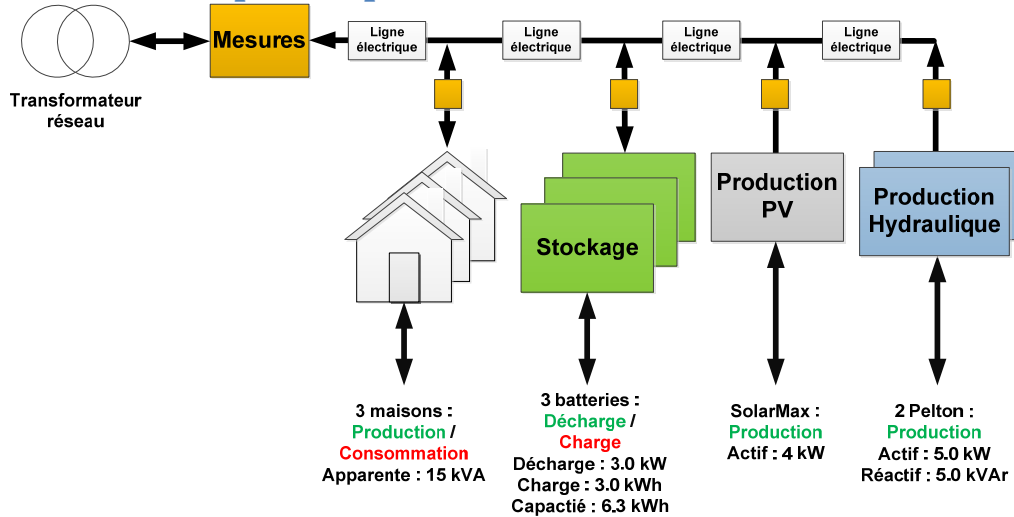 Mesures
Ligne
électrique
Ligne
électrique
Ligne
électrique
Ligne
électrique
Transformateur
réseau
Stockage
Production
PV
Production
Hydraulique
3 maisons :
Production /
Consommation
Apparente : 15 kVA
3 batteries :
Décharge /
Charge
Décharge : 3.0 kW
Charge : 3.0 kWh
Capactié : 6.3 kWh
SolarMax :
Production
Actif : 4 kW
2 Pelton :
Production
Actif : 5.0 kW
Réactif : 5.0 kVAr